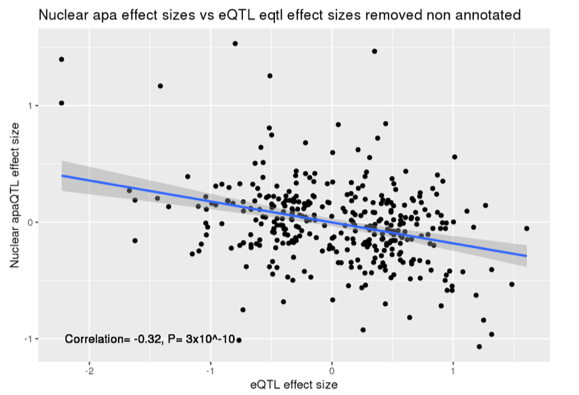 Nuclear apa effect sizes vs eQTL eqtl effect sizes removed non annotated
Nuclear apaQTL effect size
1
0
-1
Correlation= -0.32, P= 3x10^-10
-2
-1
0
1
eQTL effect size